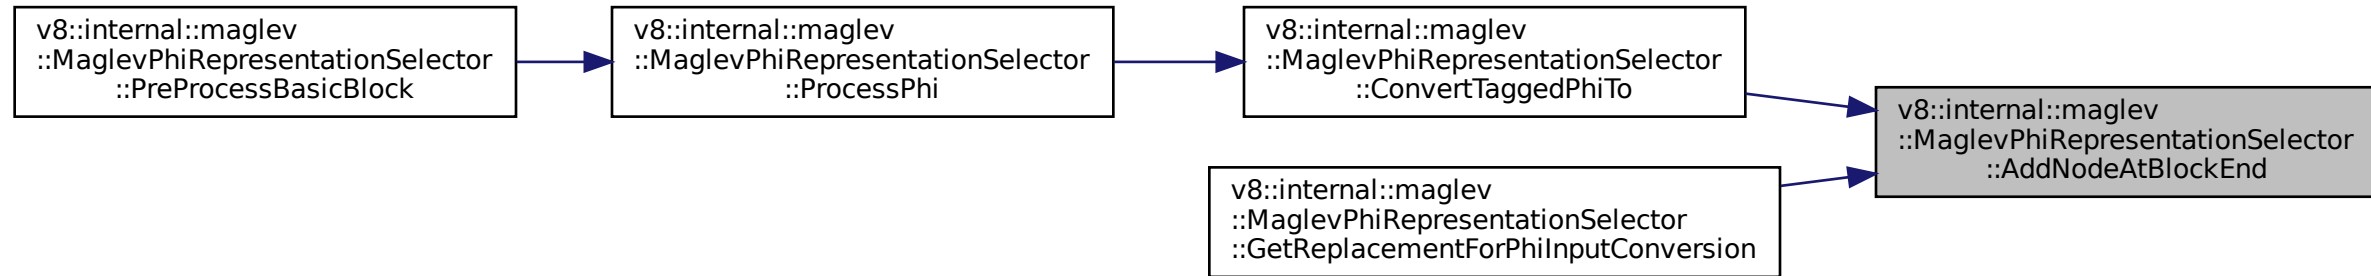 v8::internal::maglev
::MaglevPhiRepresentationSelector
::PreProcessBasicBlock
v8::internal::maglev
::MaglevPhiRepresentationSelector
::ProcessPhi
v8::internal::maglev
::MaglevPhiRepresentationSelector
::ConvertTaggedPhiTo
v8::internal::maglev
::MaglevPhiRepresentationSelector
::AddNodeAtBlockEnd
v8::internal::maglev
::MaglevPhiRepresentationSelector
::GetReplacementForPhiInputConversion